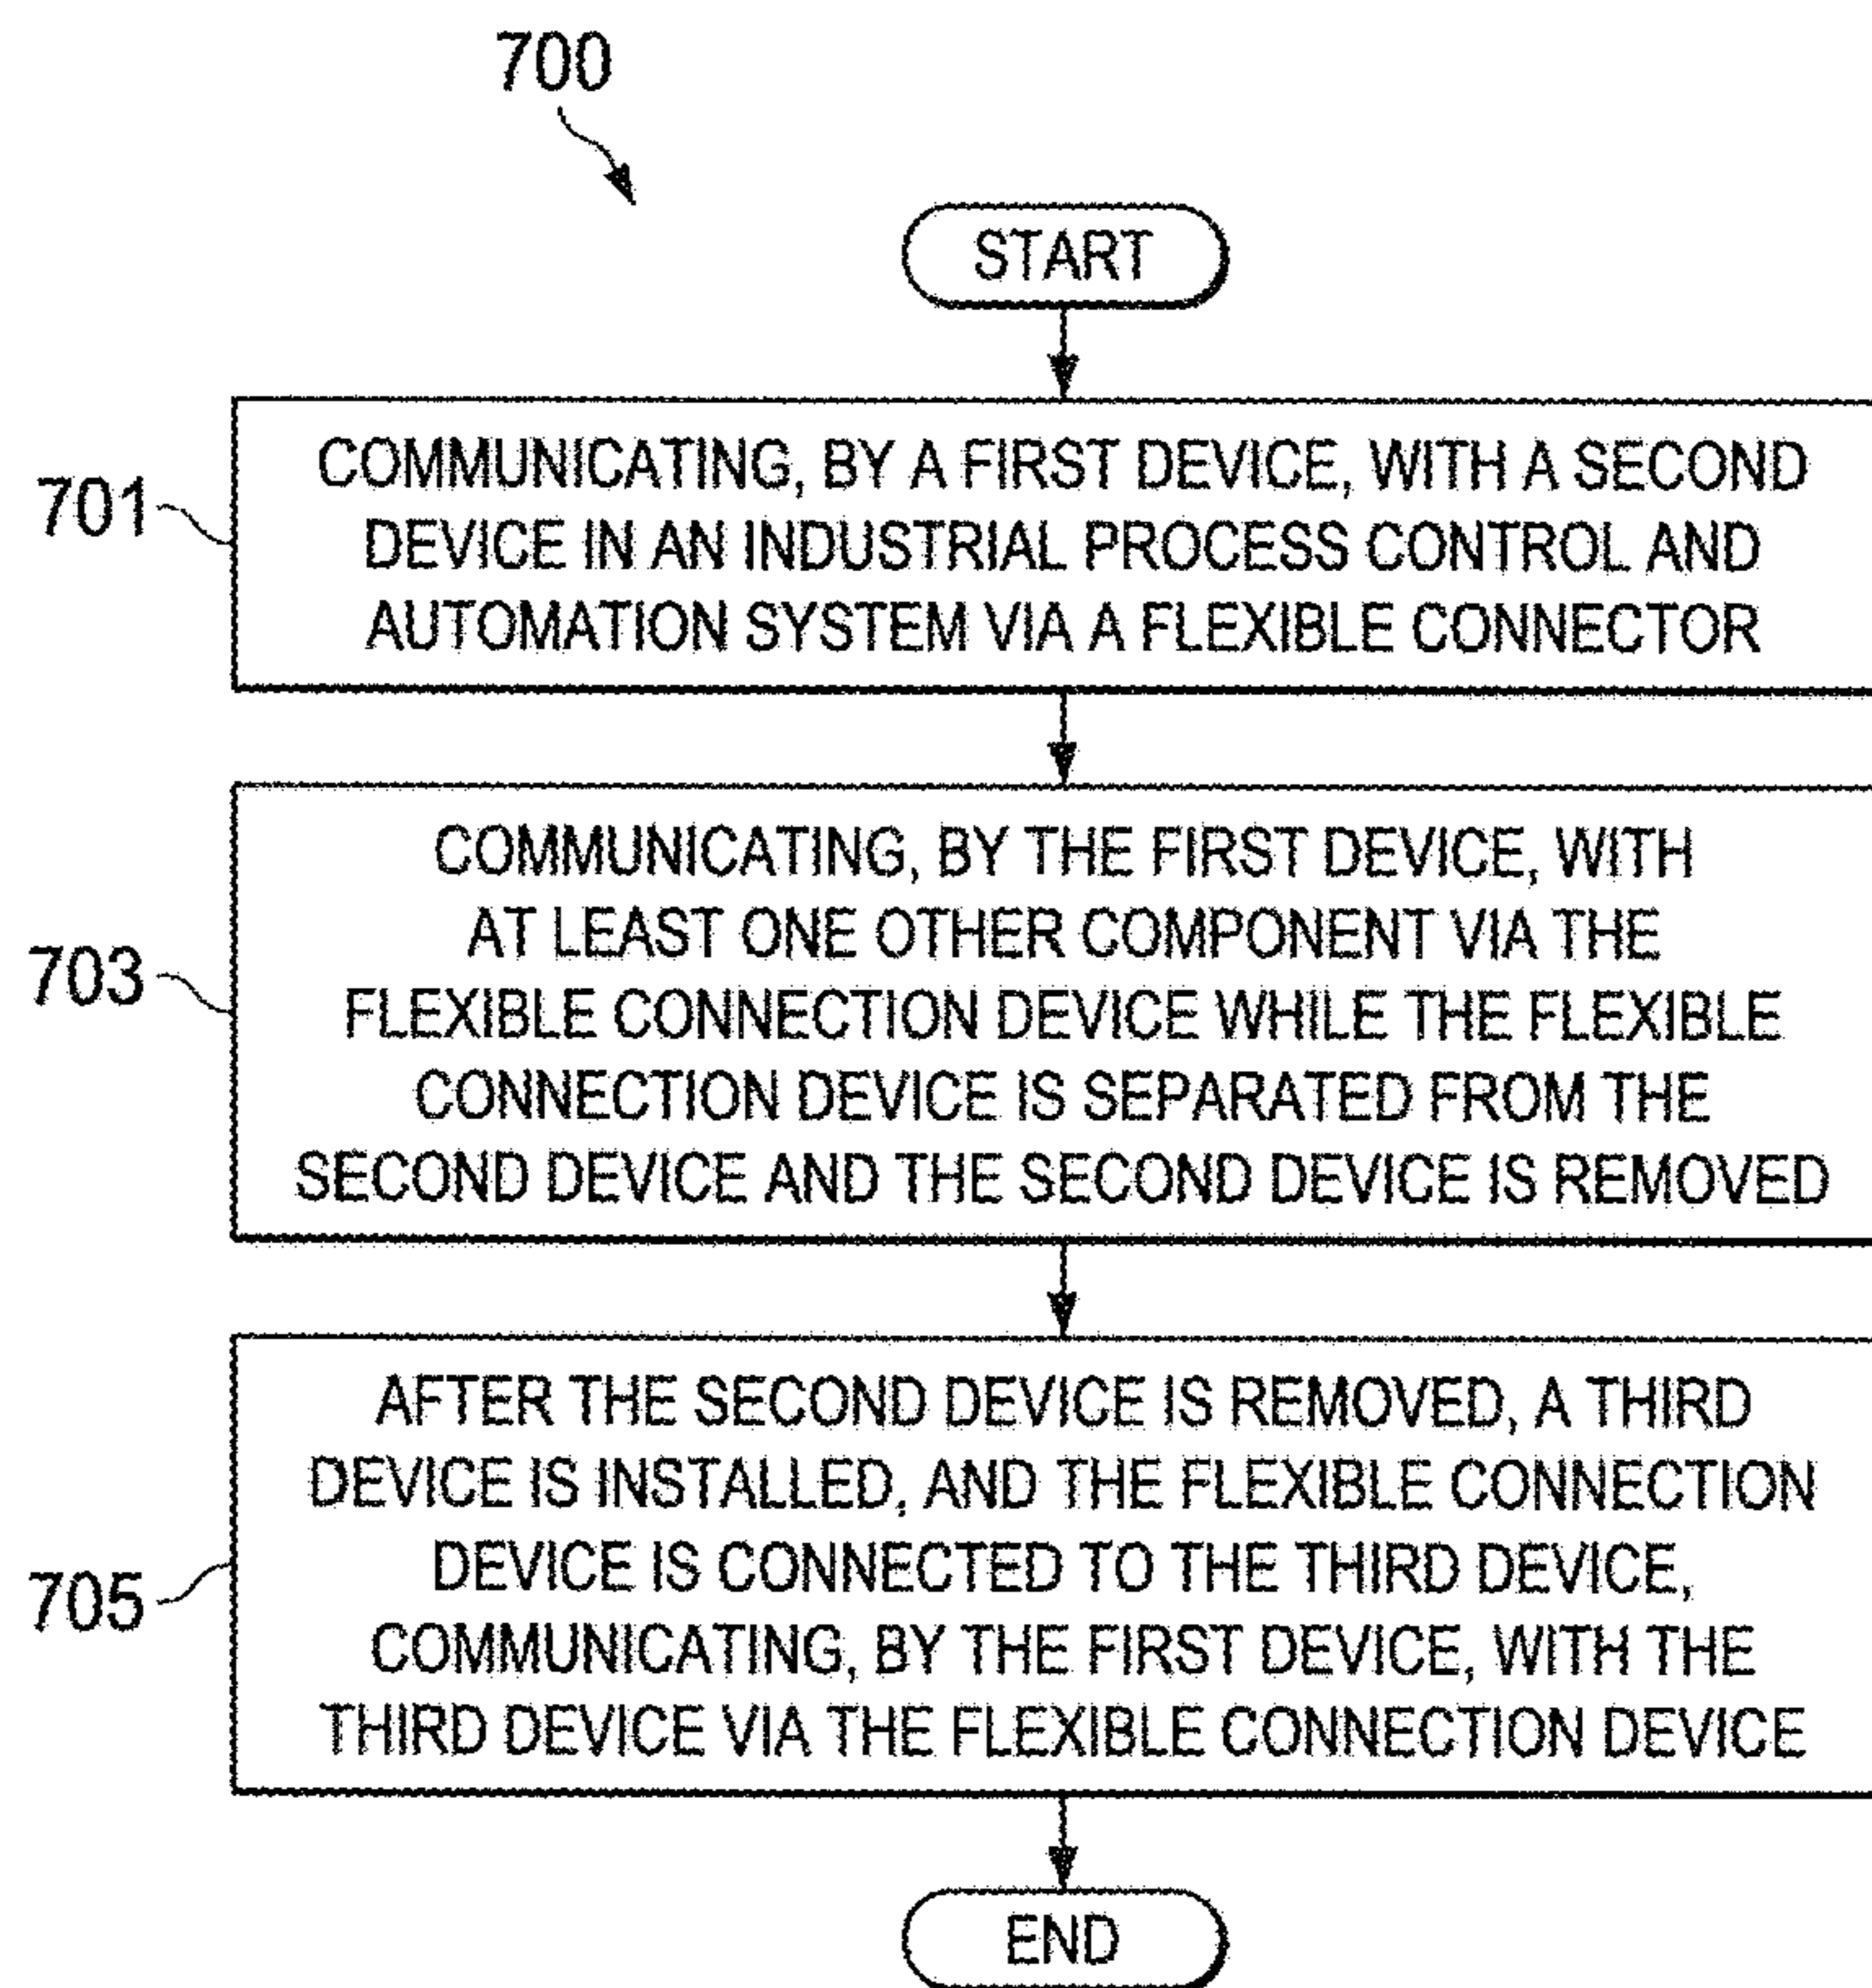 700
START
701
COMMUNICATING, BY A FIRST DEVICE, WITH A SECOND
DEVICE IN AN INDUSTRIAL PROCESS CONTROL AND
AUTOMATION SYSTEM VIA A FLEXIBLE CONNECTOR
703
COMMUNICATING, BY THE FIRST DEVICE, WITH
AT LEAST ONE OTHER COMPONENT VIA THE
FLEXIBLE CONNECTION DEVICE WHILE THE FLEXIBLE
CONNECTION DEVICE IS SEPARATED FROM THE
SECOND DEVICE AND THE SECOND DEVICE IS REMOVED
705
AFTER THE SECOND DEVICE IS REMOVED, A THIRD
DEVICE IS INSTALLED, AND THE FLEXIBLE CONNECTION
DEVICE IS CONNECTED TO THE THIRD DEVICE,
COMMUNICATING, BY THE FIRST DEVICE, WITH THE
THIRD DEVICE VIA THE FLEXIBLE CONNECTION DEVICE
END